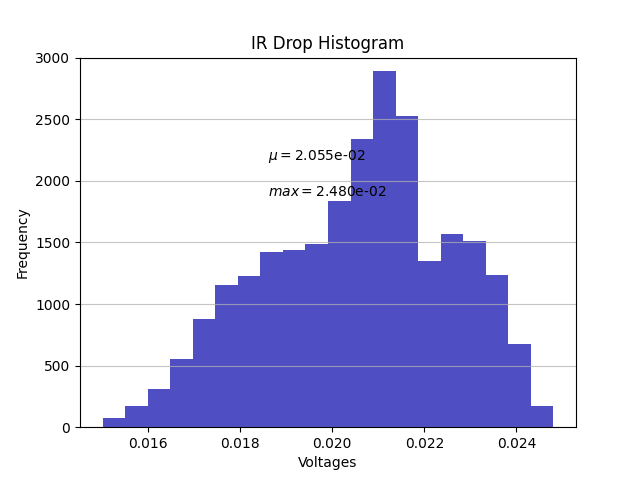 IR Drop Histogram
3000
2500
2000
1500
1000
500
0
Frequency
μ = 2.055e-02
max = 2.480e-02
0.016 0.018 0.020 0.022 0.024
Voltages